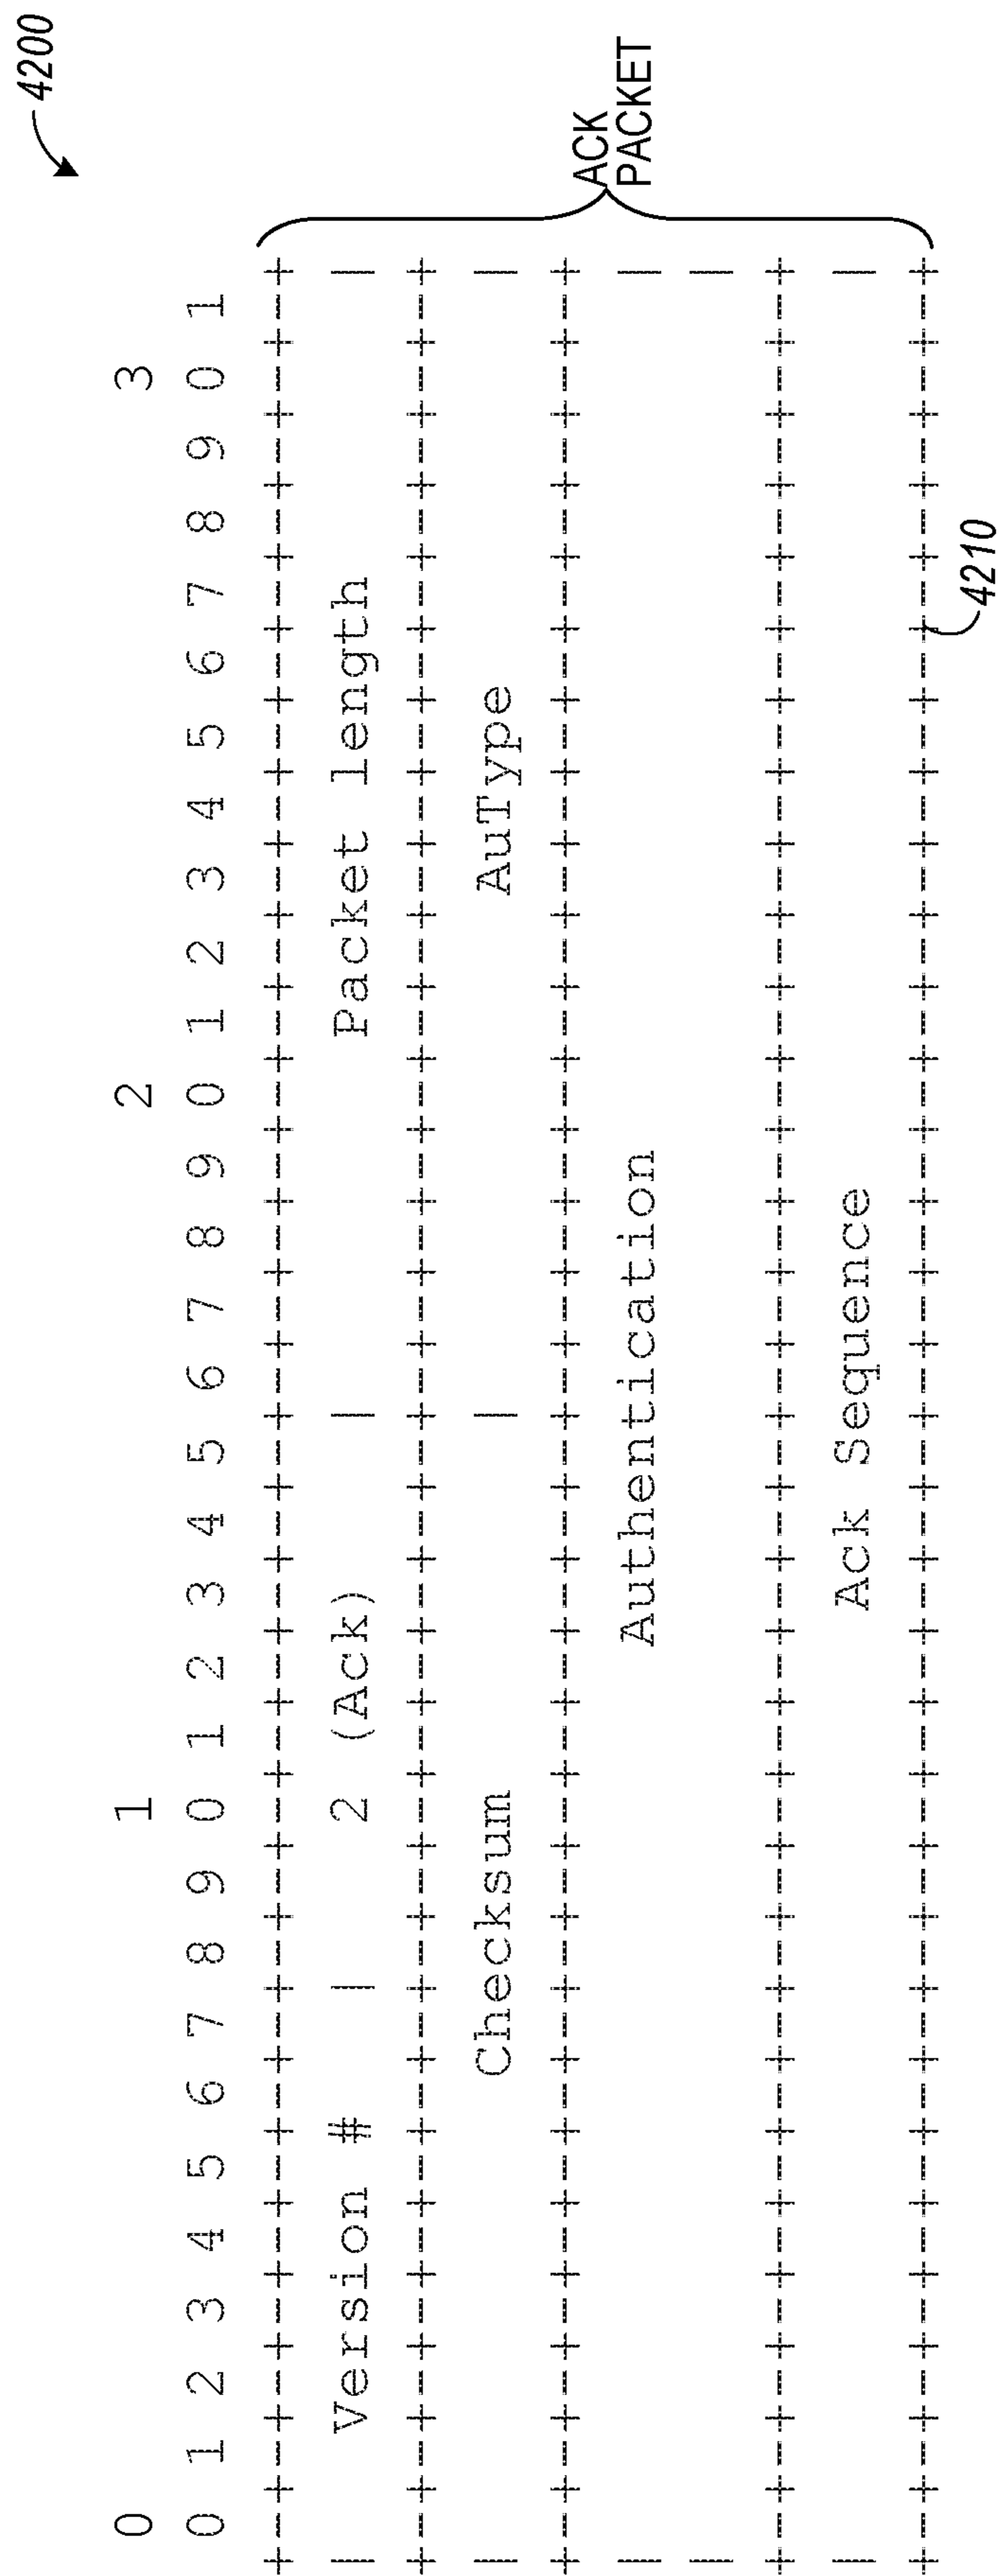 4200
0 1 2 3
0 1 2 3 4 5 6 7 8 9 0 1 2 3 4 5 6 7 8 9 0 1 2 3 4 5 6 7 8 9 0 1
+-+-+-+-+-+-+-+-+-+-+-+-+-+-+-+-+-+-+-+-+-+-+-+-+-+-+-+-+-+-+-+-+
| Version # | 2 (Ack) | Packet length |
+-+-+-+-+-+-+-+-+-+-+-+-+-+-+-+-+-+-+-+-+-+-+-+-+-+-+-+-+-+-+-+-+
| Checksum | AuType |
+-+-+-+-+-+-+-+-+-+-+-+-+-+-+-+-+-+-+-+-+-+-+-+-+-+-+-+-+-+-+-+-+
| Authentication |
| |
+-+-+-+-+-+-+-+-+-+-+-+-+-+-+-+-+-+-+-+-+-+-+-+-+-+-+-+-+-+-+-+-+
| Ack Sequence |
+-+-+-+-+-+-+-+-+-+-+-+-+-+-+-+-+-+-+-+-+-+-+-+-+-+-+-+-+-+-+-+-+
ACK
PACKET
4210